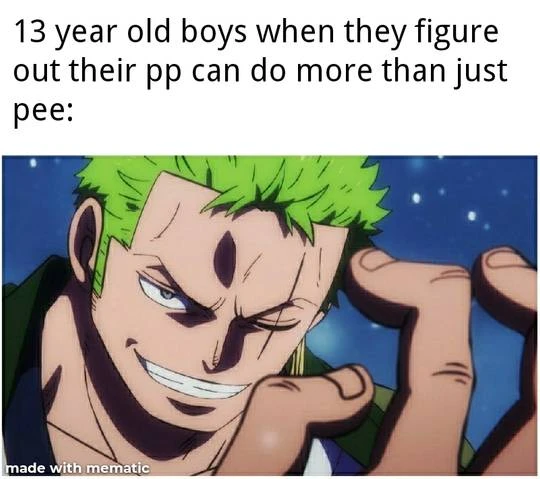 13 year old boys when they figure
out their pp can do more than just
pee:
made with mematic